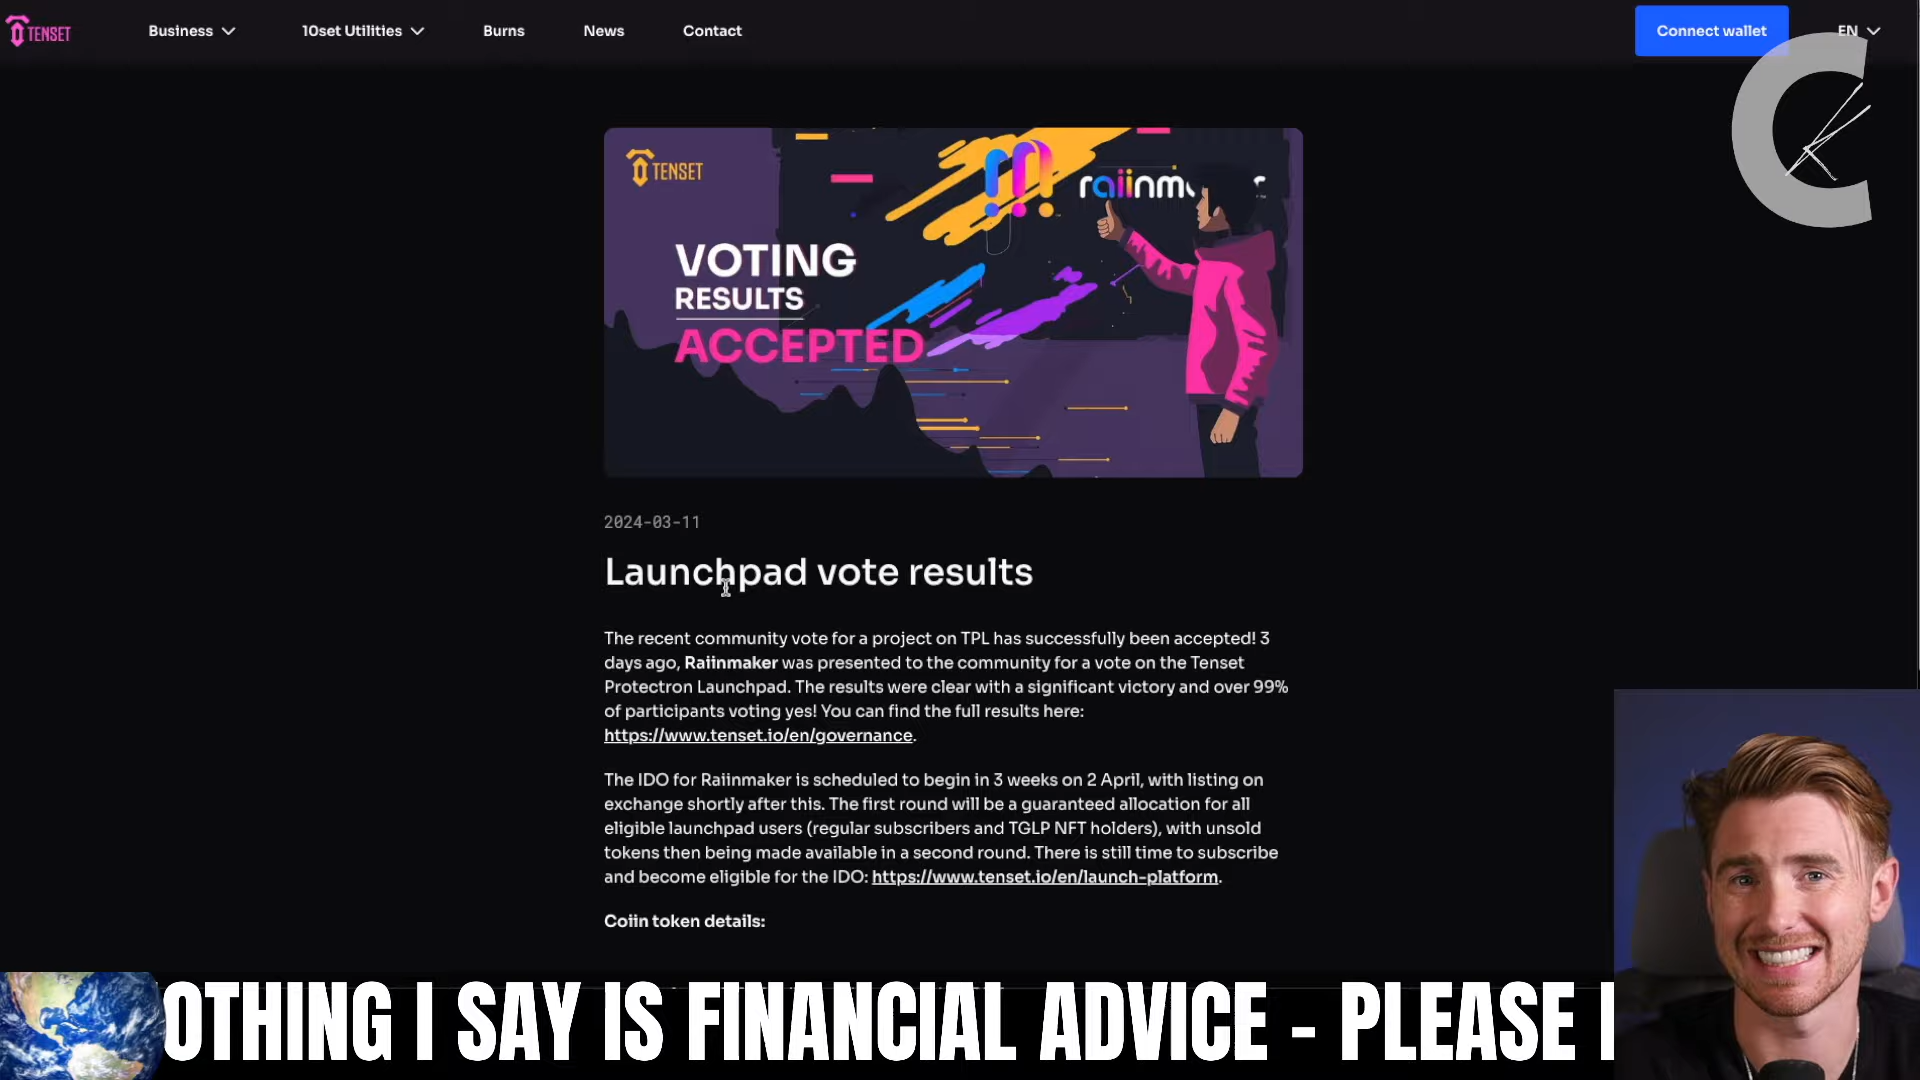 TENSET
Business
10set Utilities
Burns
News
Contact
Connect wallet
EN
TENSET
VOTING
RESULTS
ACCEPTED
2024-03-11
Launchpad vote results
The recent community vote for a project on TPL has successfully been accepted! 3
days ago, Raiinmaker was presented to the community for a vote on the Tenset
Protectron Launchpad. The results were clear with a significant victory and over 99%
of participants voting yes! You can find the full results here:
https://www.tenset.io/en/governance.
The IDO for Raiinmaker is scheduled to begin in 3 weeks on 2 April, with listing on
exchange shortly after this. The first round will be a guaranteed allocation for all
eligible launchpad users (regular subscribers and TGLP NFT holders), with unsold
tokens then being made available in a second round. There is still time to subscribe
and become eligible for the IDO: https://www.tenset.io/en/launch-platform.
Coiin token details:
OTHING I SAY IS FINANCIAL ADVICE - PLEASE